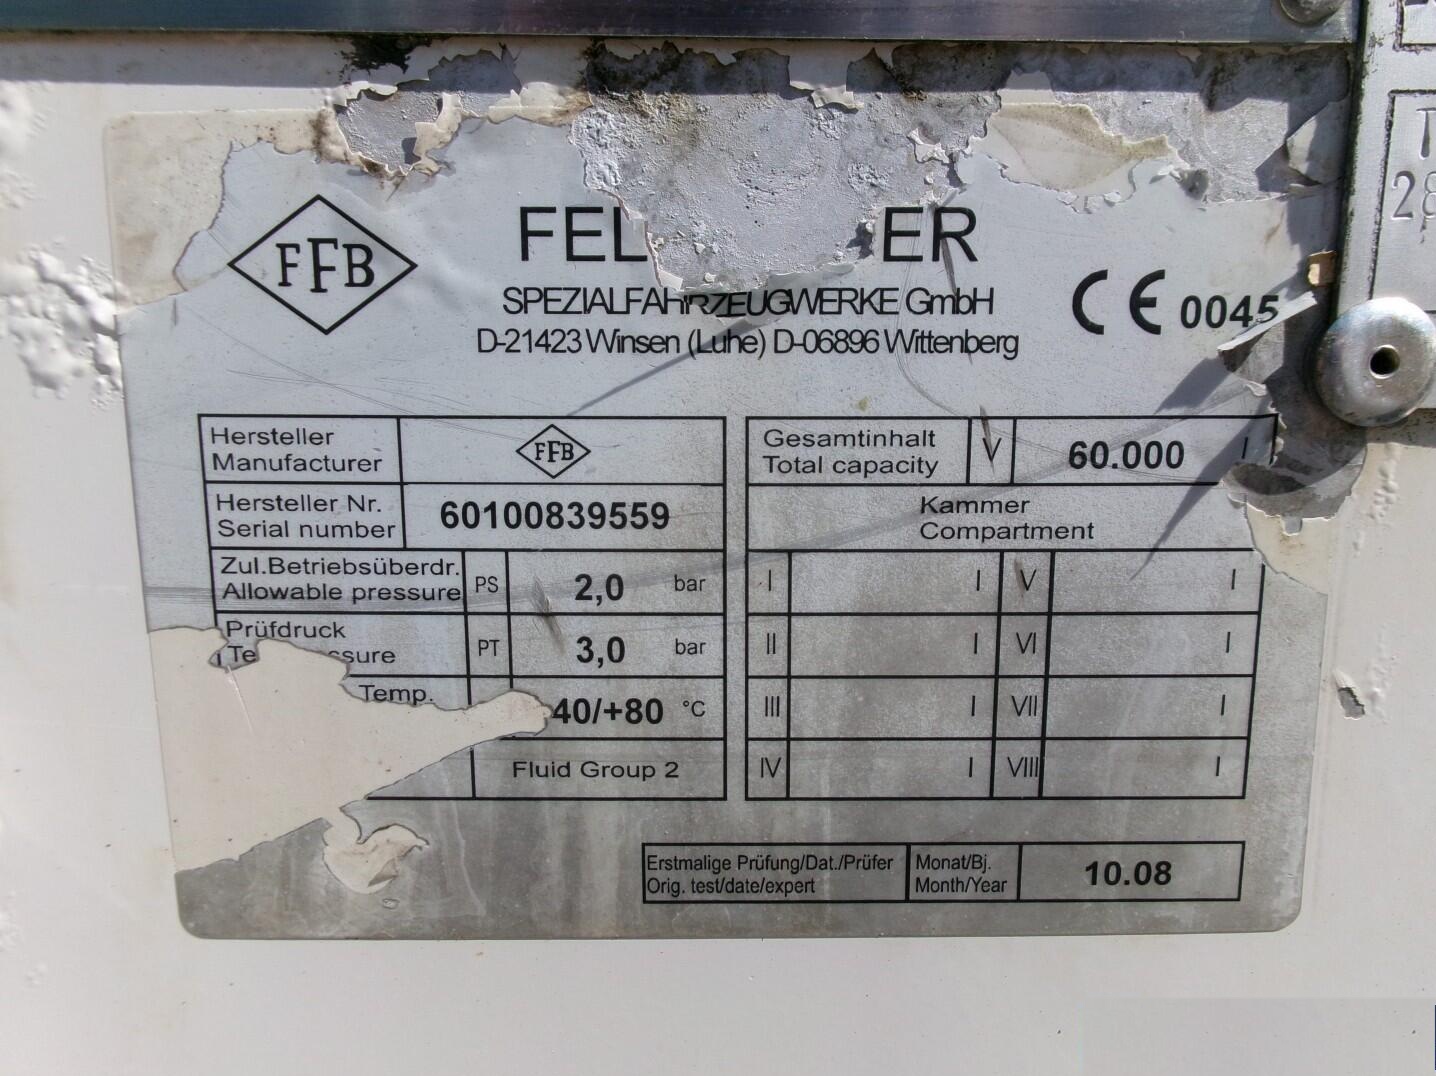 FFB
FEL ER
SPEZIALFAHRZEUGWERKE GmbH
D-21423 Winsen (Luhe) D-06896 Wittenberg
CE 0045
Hersteller
Manufacturer
FFB
Hersteller Nr.
Serial number
60100839559
Zul.Betriebsüberdr.
Allowable pressure
PS
2,0 bar
Prüfdruck
Te ssure
PT
3,0 bar
Temp.
40/+80 °C
Fluid Group 2
Gesamtinhalt
Total capacity
V
60.000 l
Kammer
Compartment
I l V l
II l VI l
III l VII l
IV l VIII l
Erstmalige Prüfung/Dat./Prüfer
Orig. test/date/expert
Monat/Bj.
Month/Year
10.08
T
28